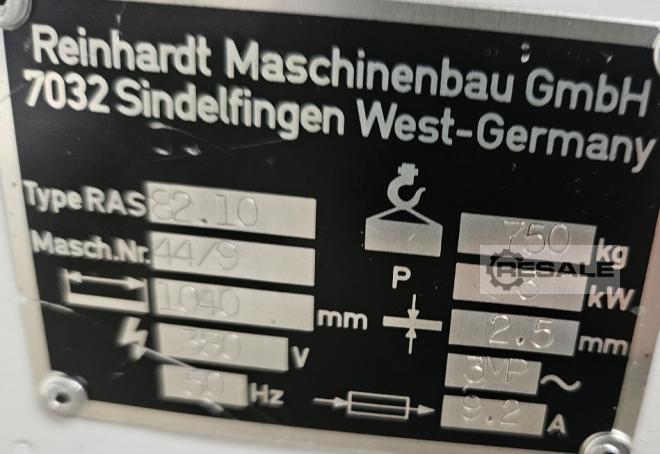 Reinhardt Maschinenbau GmbH
7032 Sindelfingen West-Germany
Type RAS 82.10
Masch.Nr. 44/9
1040 mm
380 V
50 Hz
750 kg
P kW
2.5 mm
3MP ~
9.2 A
RESALE